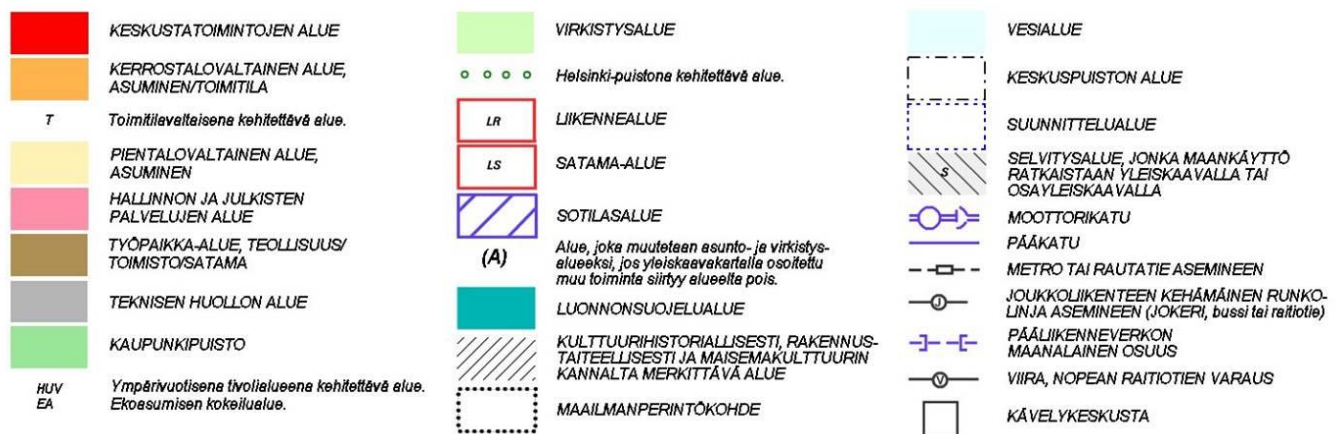 KESKUSTATOIMINTOJEN ALUE
KERROSTALOVALTAINEN ALUE,
ASUMINEN/TOIMITILA
T
Toimitilavaltaisena kehitettävä alue.
PIENTALOVALTAINEN ALUE,
ASUMINEN
HALLINNON JA JULKISTEN
PALVELUJEN ALUE
TYÖPAIKKA-ALUE, TEOLLISUUS/
TOIMISTO/SATAMA
TEKNISEN HUOLLON ALUE
KAUPUNKIPUISTO
HUV
Ympärivuotisena tivolialueena kehitettävä alue.
EA
Ekoasumisen kokeilualue.
VIRKISTYSALUE
Helsinki-puistona kehitettävä alue.
LR
LIIKENNEALUE
LS
SATAMA-ALUE
SOTILASALUE
(A)
Alue, joka muutetaan asunto- ja virkistys-
alueeksi, jos yleiskaavakartalla osoitettu
muu toiminta siirtyy alueelta pois.
LUONNONSUOJELUALUE
KULTTUURIHISTORIALLISESTI, RAKENNUS-
TAITEELLISESTI JA MAISEMAKULTTUURIN
KANNALTA MERKITTÄVÄ ALUE
MAAILMANPERINTÖKOHDE
VESIALUE
KESKUSPUISTON ALUE
SUUNNITTELUALUE
S
SELVITYSALUE, JONKA MAANKÄYTTÖ
RATKAISTAAN YLEISKAAVALLA TAI
OSAYLEISKAAVALLA
MOOTTORIKATU
PÄÄKATU
METRO TAI RAUTATIE ASEMINEEN
J
JOUKKOLIIKENTEEN KEHÄMÄINEN RUNKO-
LINJA ASEMINEEN (JOKERI, bussi tai raitiotie)
PÄÄLIIKENNEVERKON
MAANALAINEN OSUUS
V
VIIRA, NOPEAN RAITIOTIEN VARAUS
KÄVELYKESKUSTA